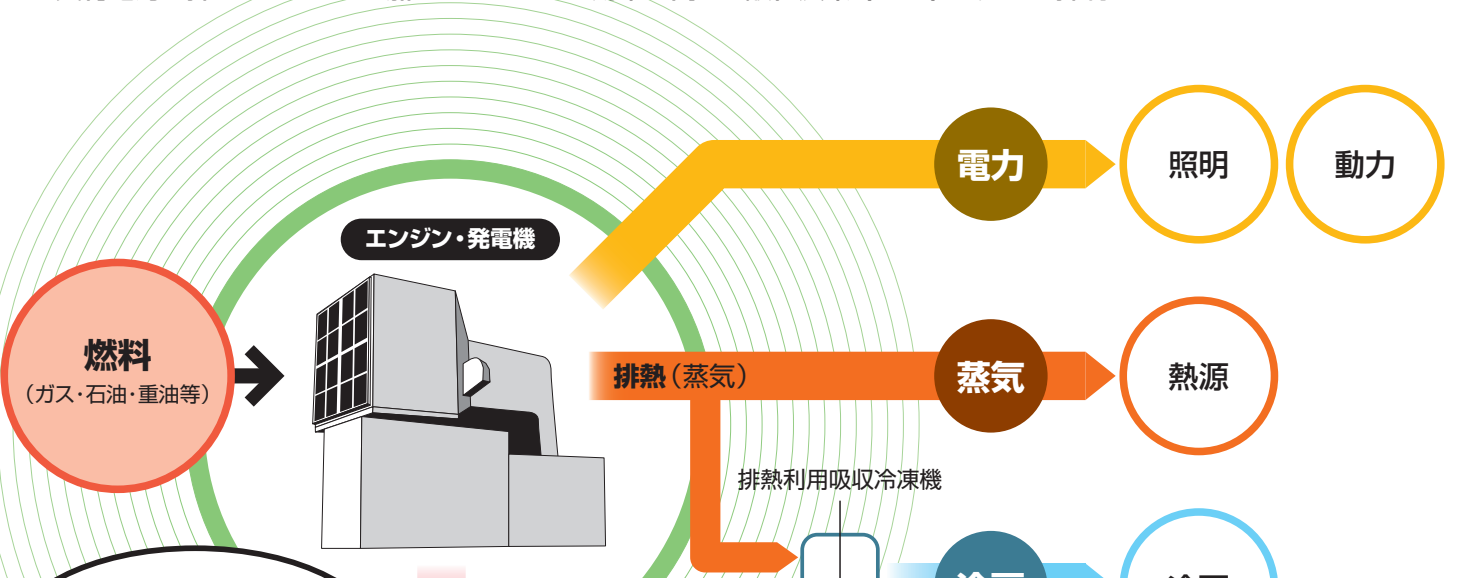 エンジン・発電機
電力
照明
動力
燃料
(ガス・石油・重油等)
排熱(蒸気)
蒸気
熱源
排熱利用吸収冷凍機